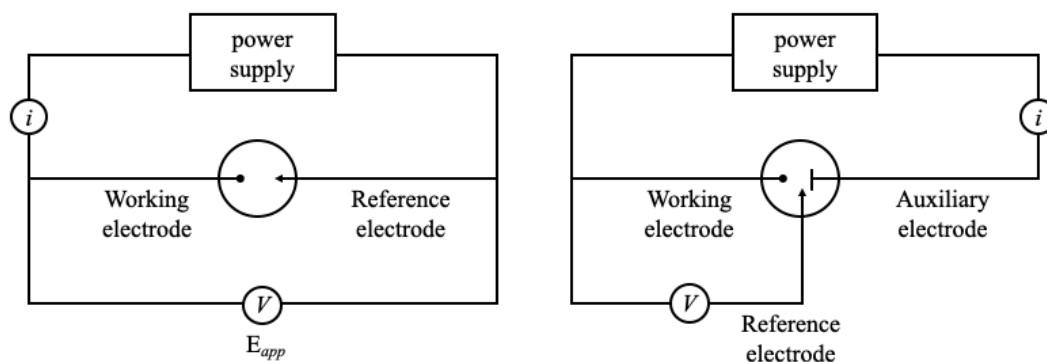 power
supply
i
Working
electrode
Reference
electrode
V
E_app
power
supply
i
Working
electrode
Auxiliary
electrode
V
Reference
electrode